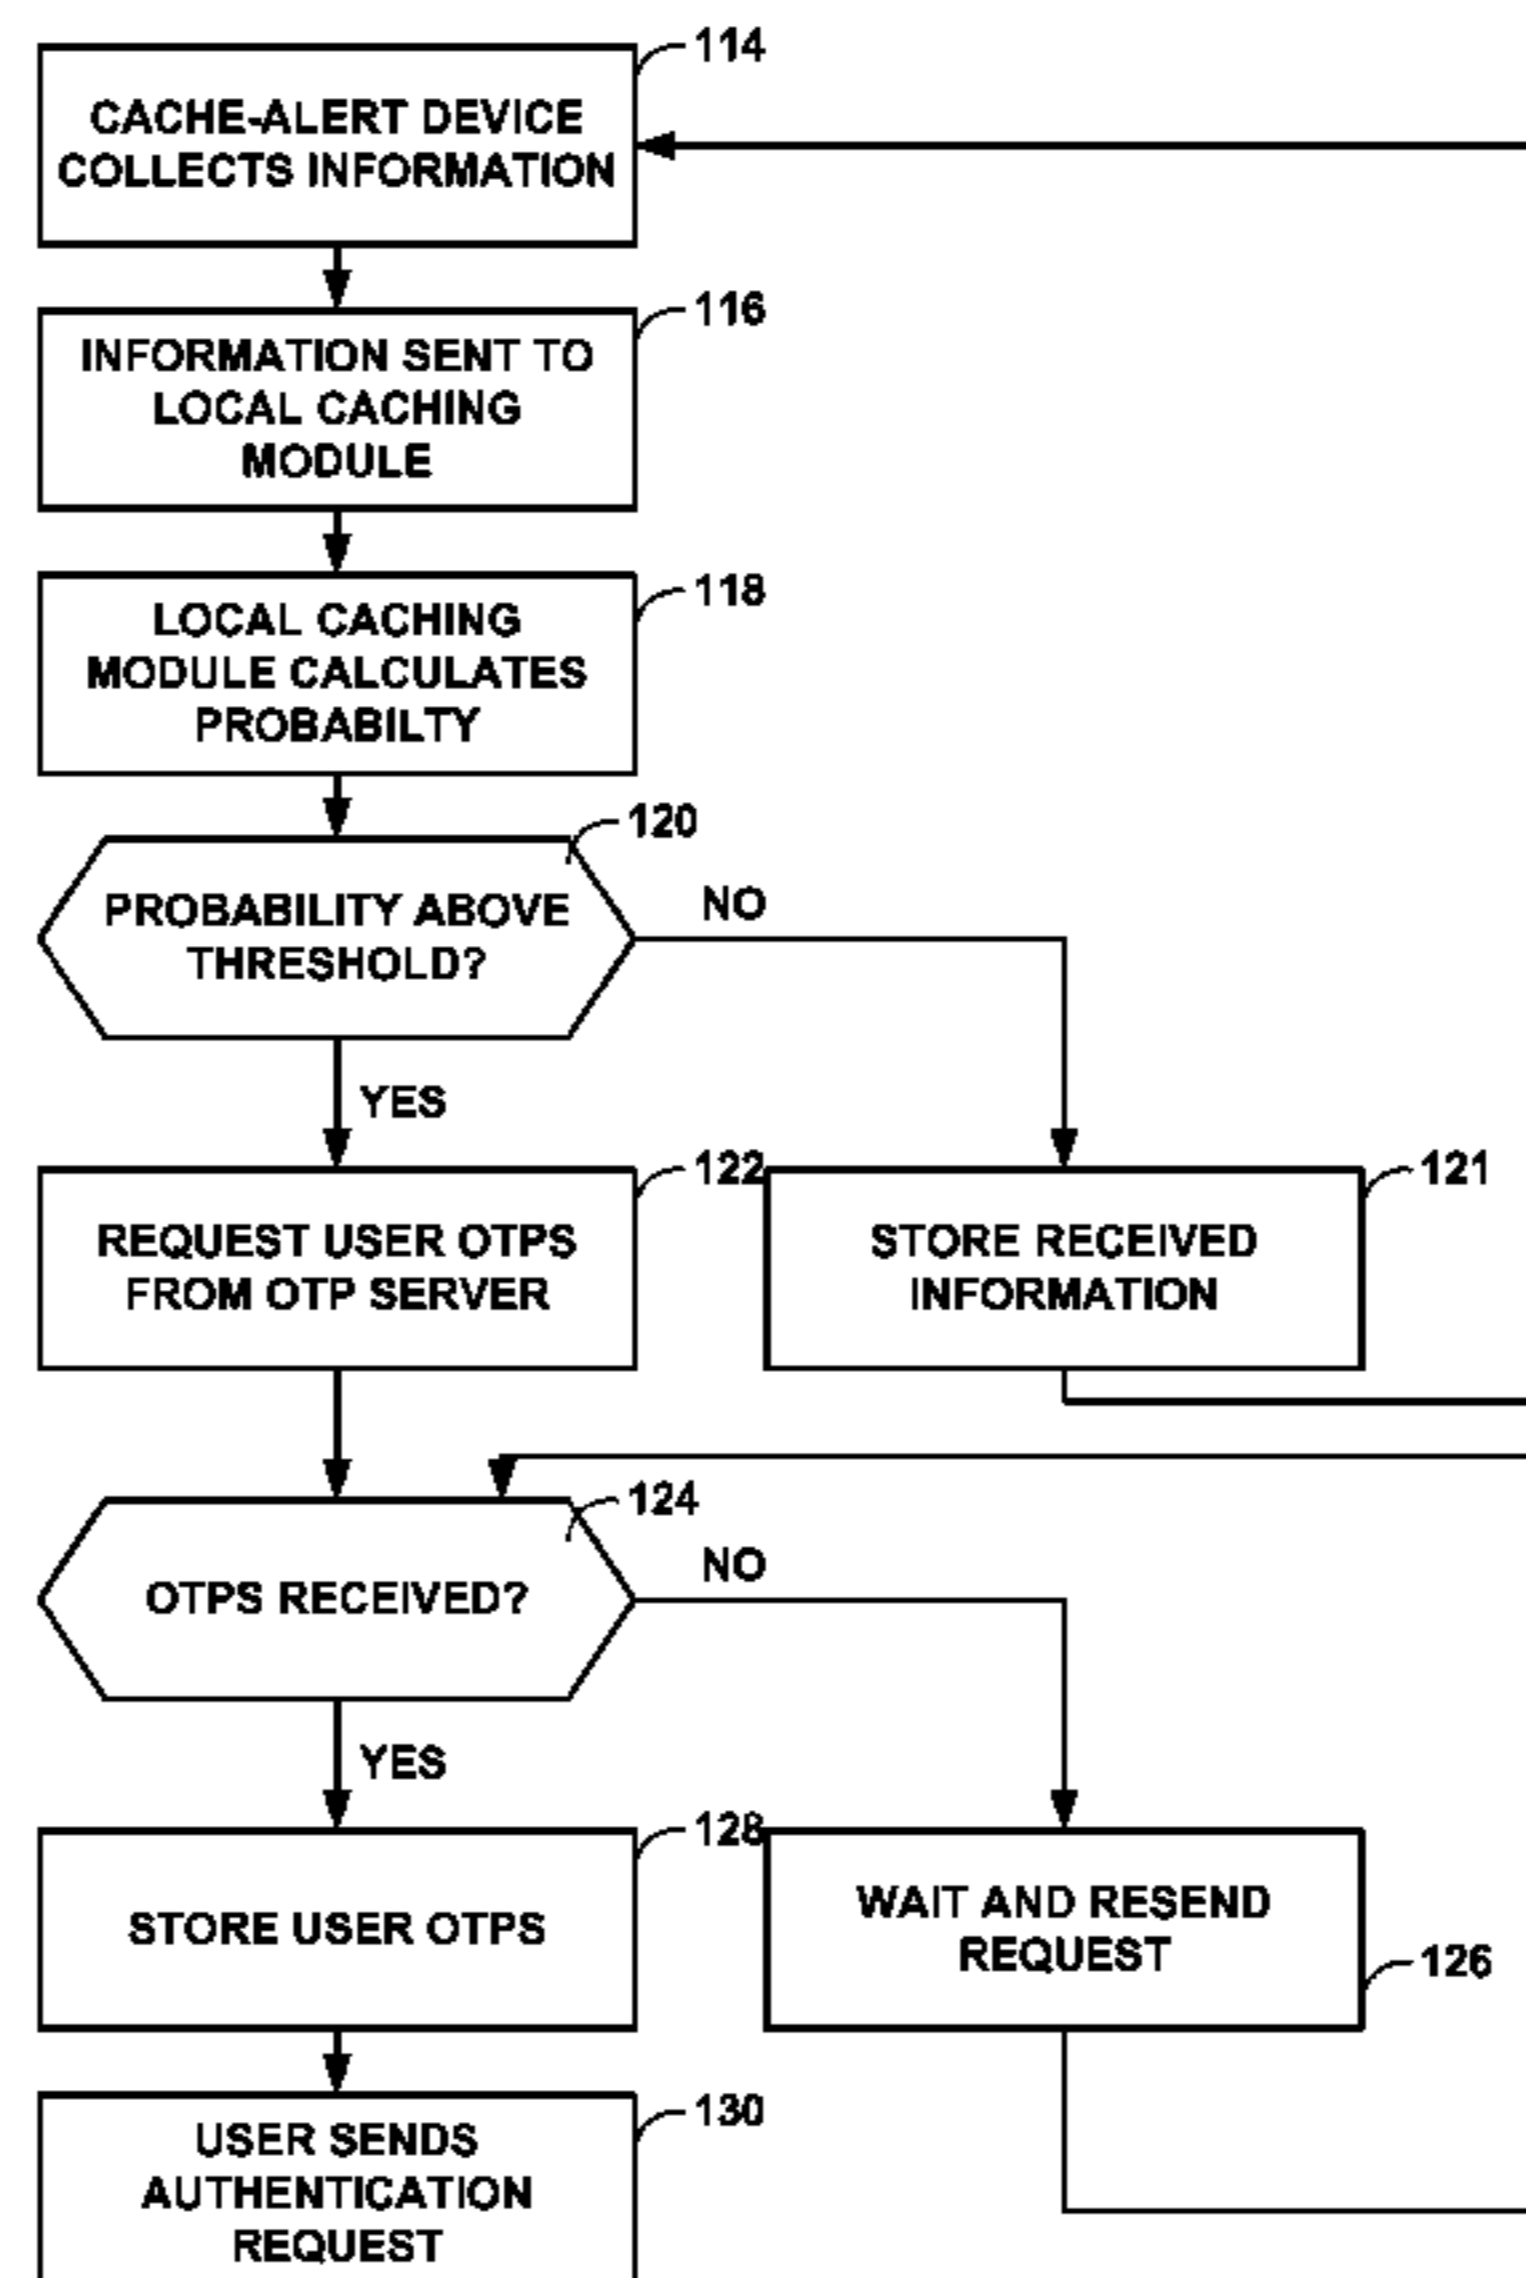 114
CACHE-ALERT DEVICE
COLLECTS INFORMATION
116
INFORMATION SENT TO
LOCAL CACHING
MODULE
118
LOCAL CACHING
MODULE CALCULATES
PROBABILTY
120
PROBABILITY ABOVE
THRESHOLD?
NO
YES
122
REQUEST USER OTPS
FROM OTP SERVER
121
STORE RECEIVED
INFORMATION
124
OTPS RECEIVED?
NO
YES
128
STORE USER OTPS
WAIT AND RESEND
REQUEST
126
130
USER SENDS
AUTHENTICATION
REQUEST